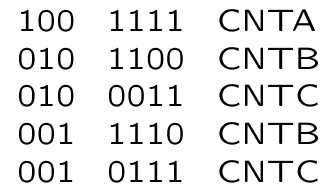 100 1111 CNTA
010 1100 CNTB
010 0011 CNTC
001 1110 CNTB
001 0111 CNTC